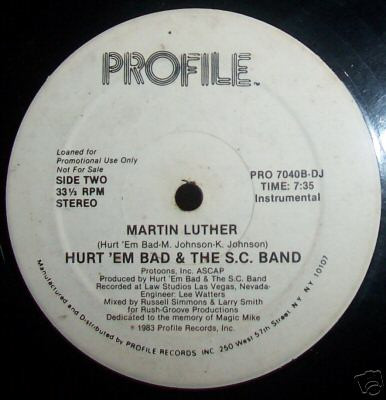 PROFILE™
Loaned for
Promotional Use Only
Not For Sale
SIDE TWO
33⅓ RPM
STEREO
PRO 7040B-DJ
TIME: 7:35
Instrumental
MARTIN LUTHER
(Hurt 'Em Bad-M. Johnson-K. Johnson)
HURT 'EM BAD & THE S.C. BAND
Protoons, Inc. ASCAP
Produced by Hurt 'Em Bad & The S.C. Band
Recorded at Law Studios Las Vegas, Nevada-
Engineer: Lee Watters
Mixed by Russell Simmons & Larry Smith
for Rush-Groove Productions
Dedicated to the memory of Magic Mike
℗ 1983 Profile Records, Inc.
Manufactured and Distributed by PROFILE RECORDS INC 250 West 57th Street, NY NY 10107